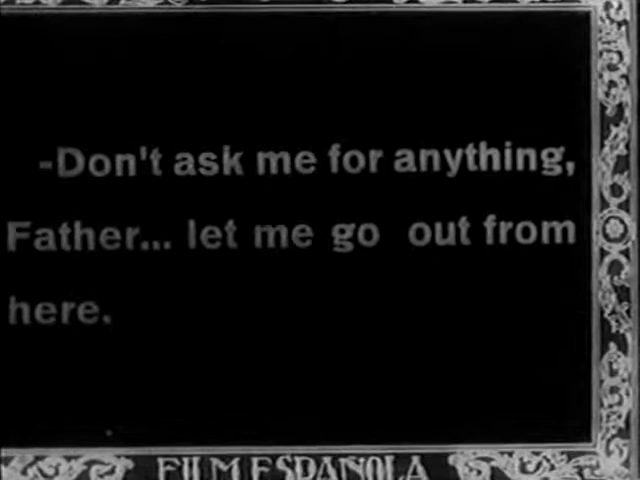 -Don't ask me for anything,
Father... let me go out from
here.
FILM ESPAÑOLA